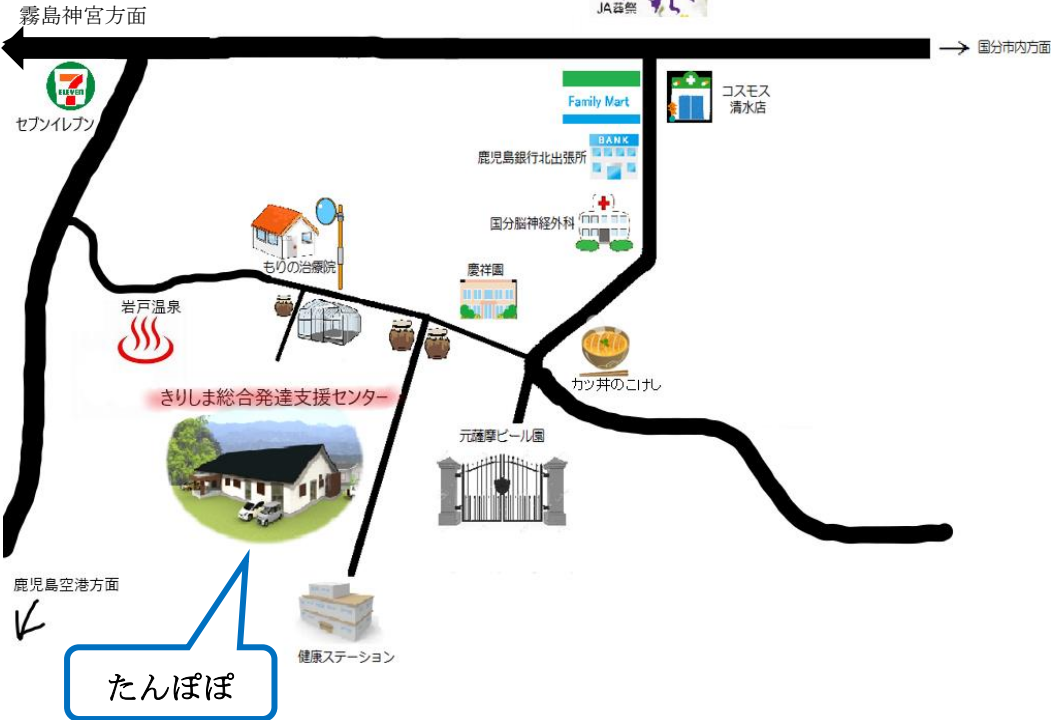 JA葬祭
霧島神宮方面
国分市内方面
ELEVEN
セブンイレブン
Family Mart
コスモス
清水店
BANK
鹿児島銀行北出張所
国分脳神経外科
もりの治療院
慶祥園
岩戸温泉
カツ丼のこけし
きりしま総合発達支援センター
元薩摩ビール園
鹿児島空港方面
健康ステーション
たんぽぽ